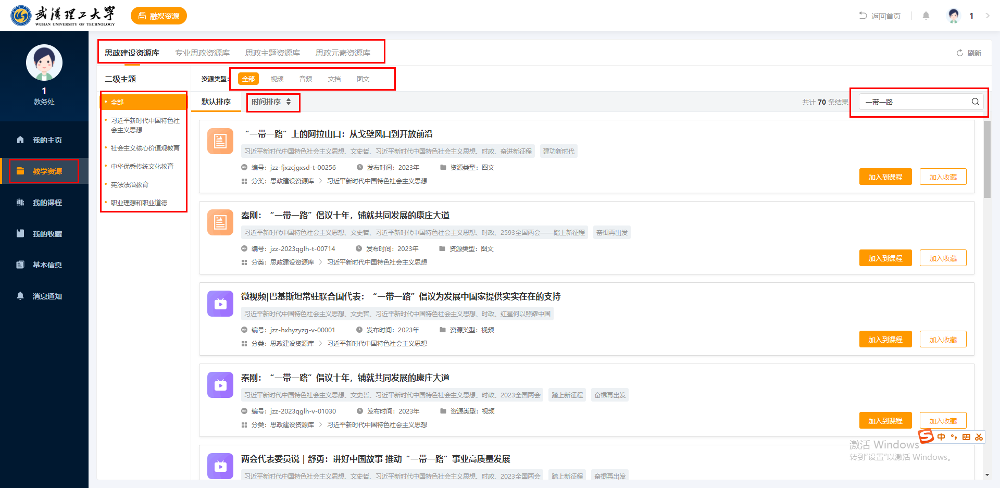 武汉理工大学
WUHAN UNIVERSITY OF TECHNOLOGY
融媒资源
返回首页
1
1
教务处
我的主页
教学资源
我的课程
我的收藏
基本信息
消息通知
思政建设资源库 专业思政资源库 思政主题资源库 思政元素资源库
刷新
二级主题
全部
习近平新时代中国特色社
会主义思想
社会主义核心价值观教育
中华优秀传统文化教育
宪法法治教育
职业理想和职业道德
资源类型: 全部 视频 音频 文档 图文
默认排序 时间排序
共计 70 条结果
一带一路
“一带一路”上的阿拉山口：从戈壁风口到开放前沿
习近平新时代中国特色社会主义思想、文史哲、习近平新时代中国特色社会主义思想、时政、奋进新征程 建功新时代
编号：jzz-fjxzcjgxsd-t-00256 发布时间：2023年 资源类型：图文
分类：思政建设资源库 > 习近平新时代中国特色社会主义思想
加入到课程 加入收藏
秦刚：“一带一路”倡议十年，铺就共同发展的康庄大道
习近平新时代中国特色社会主义思想、文史哲、习近平新时代中国特色社会主义思想、时政、2593全国两会——踏上新征程 奋楫再出发
编号：jzz-2023qglh-t-00714 发布时间：2023年 资源类型：图文
分类：思政建设资源库 > 习近平新时代中国特色社会主义思想
加入到课程 加入收藏
微视频|巴基斯坦常驻联合国代表：“一带一路”倡议为发展中国家提供实实在在的支持
习近平新时代中国特色社会主义思想、文史哲、习近平新时代中国特色社会主义思想、时政、红星何以照耀中国
编号：jzz-hxhyzyzg-v-00001 发布时间：2023年 资源类型：视频
分类：思政建设资源库 > 习近平新时代中国特色社会主义思想
加入到课程 加入收藏
秦刚：“一带一路”倡议十年，铺就共同发展的康庄大道
习近平新时代中国特色社会主义思想、文史哲、习近平新时代中国特色社会主义思想、时政、2023全国两会 踏上新征程 奋楫再出发
编号：jzz-2023qglh-v-01030 发布时间：2023年 资源类型：视频
分类：思政建设资源库 > 习近平新时代中国特色社会主义思想
加入到课程 加入收藏
两会代表委员说 | 舒勇：讲好中国故事 推动“一带一路”事业高质量发展
习近平新时代中国特色社会主义思想、文史哲、习近平新时代中国特色社会主义思想、时政、2023全国两会 踏上新征程 奋楫再出发
中
激活 Windows
转到“设置”以激活 Windows。